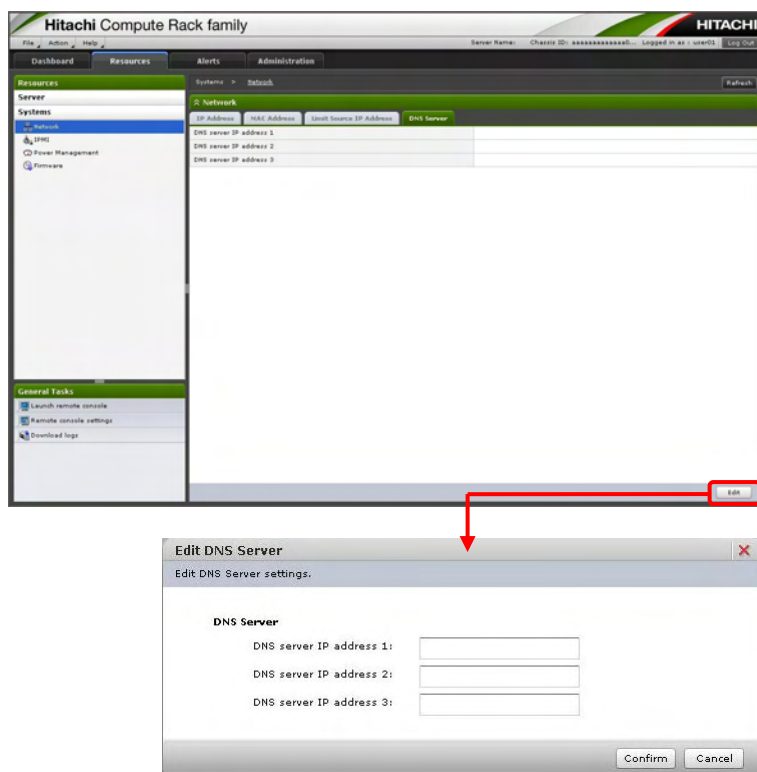 Hitachi Compute Rack family
HITACHI
File Action Help
Server Name: Chassis ID: aaaaaaaaaaaaa0... Logged in as : user01 Log Out
Dashboard Resources Alerts Administration
Resources
Systems > Network
Refresh
Server
Systems
Network
IPMI
Power Management
Firmware
Network
IP Address MAC Address Limit Source IP Address DNS Server
DNS server IP address 1
DNS server IP address 2
DNS server IP address 3
General Tasks
Launch remote console
Remote console settings
Download logs
Edit
Edit DNS Server
Edit DNS Server settings.
DNS Server
DNS server IP address 1:
DNS server IP address 2:
DNS server IP address 3:
Confirm Cancel